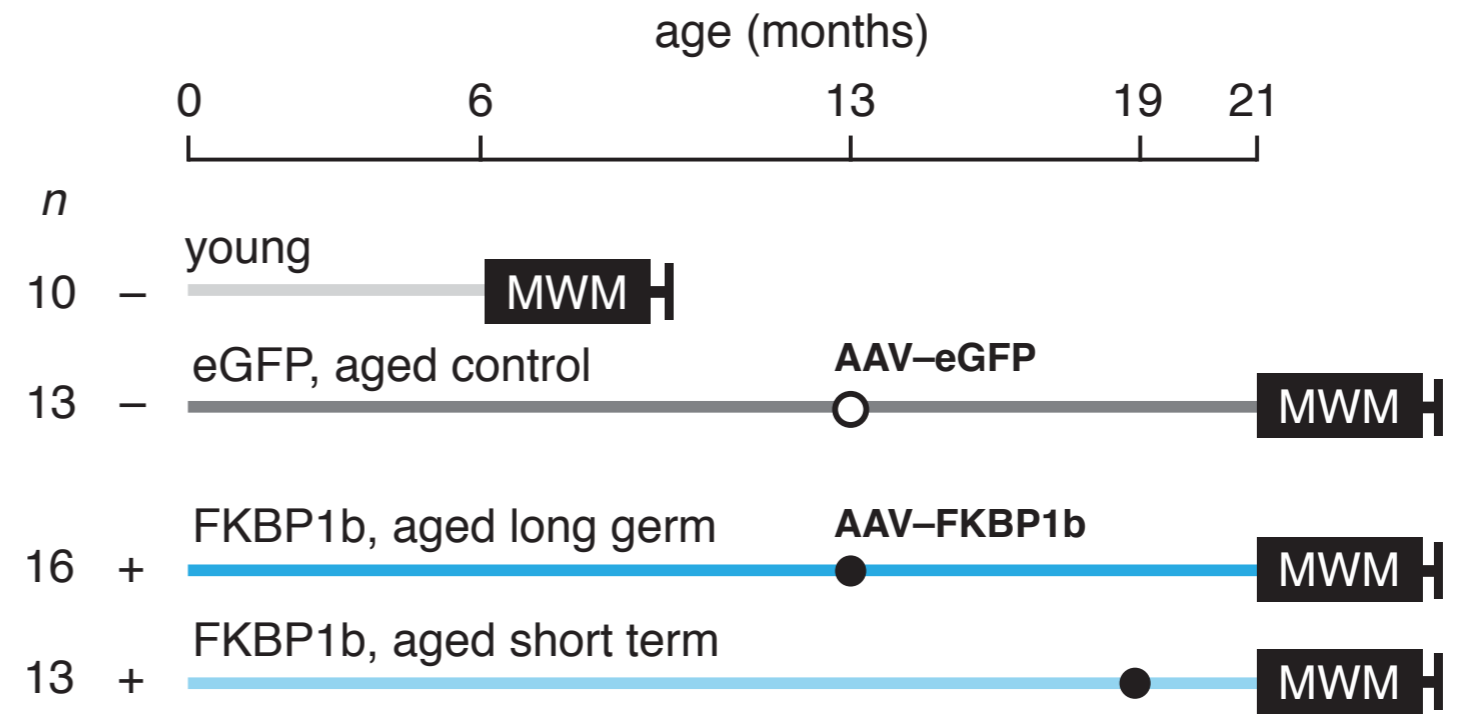 age (months)
0 6 13 19 21
n
young
10 – MWM
eGFP, aged control AAV–eGFP
13 – MWM
FKBP1b, aged long germ AAV–FKBP1b
16 + MWM
FKBP1b, aged short term
13 + MWM